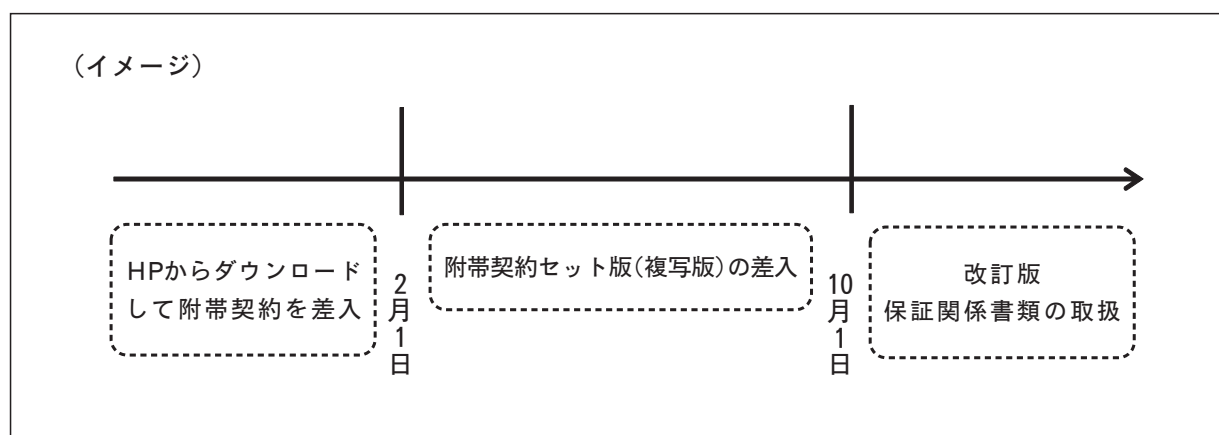 （イメージ）
HPからダウンロード
して附帯契約を差入
2月1日
附帯契約セット版（複写版）の差入
10月1日
改訂版
保証関係書類の取扱